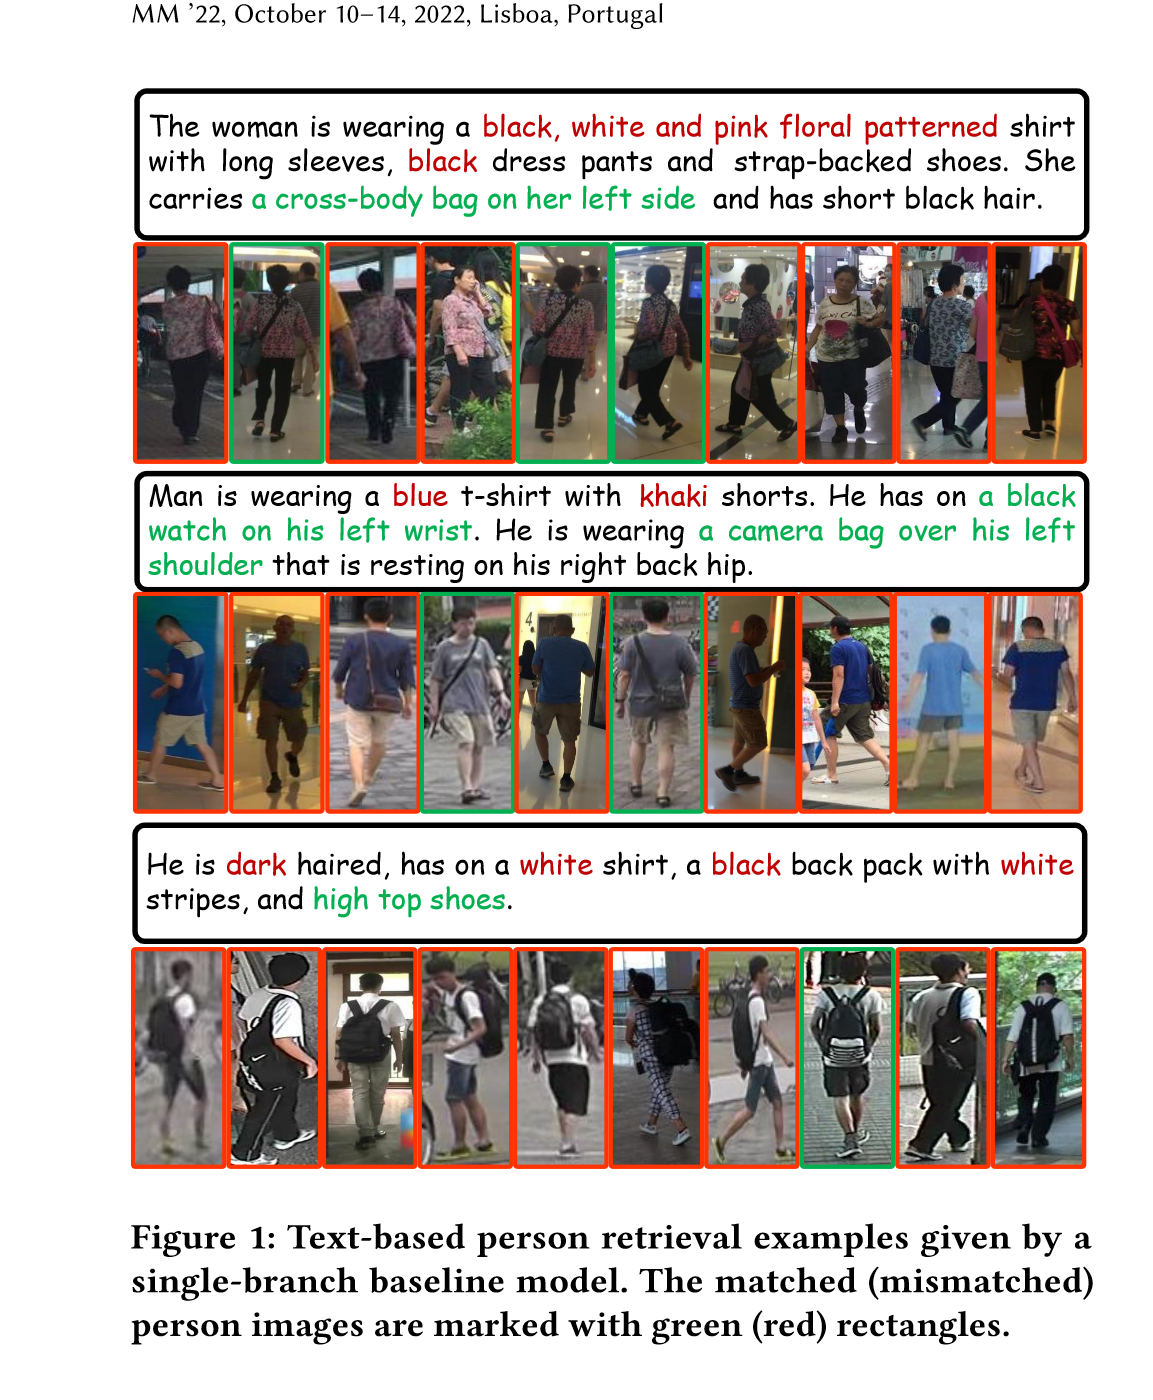 MM ’22, October 10–14, 2022, Lisboa, Portugal
The woman is wearing a black, white and pink floral patterned shirt
with long sleeves, black dress pants and strap-backed shoes. She
carries a cross-body bag on her left side and has short black hair.
Man is wearing a blue t-shirt with khaki shorts. He has on a black
watch on his left wrist. He is wearing a camera bag over his left
shoulder that is resting on his right back hip.
4
He is dark haired, has on a white shirt, a black back pack with white
stripes, and high top shoes.
Figure 1: Text-based person retrieval examples given by a
single-branch baseline model. The matched (mismatched)
person images are marked with green (red) rectangles.